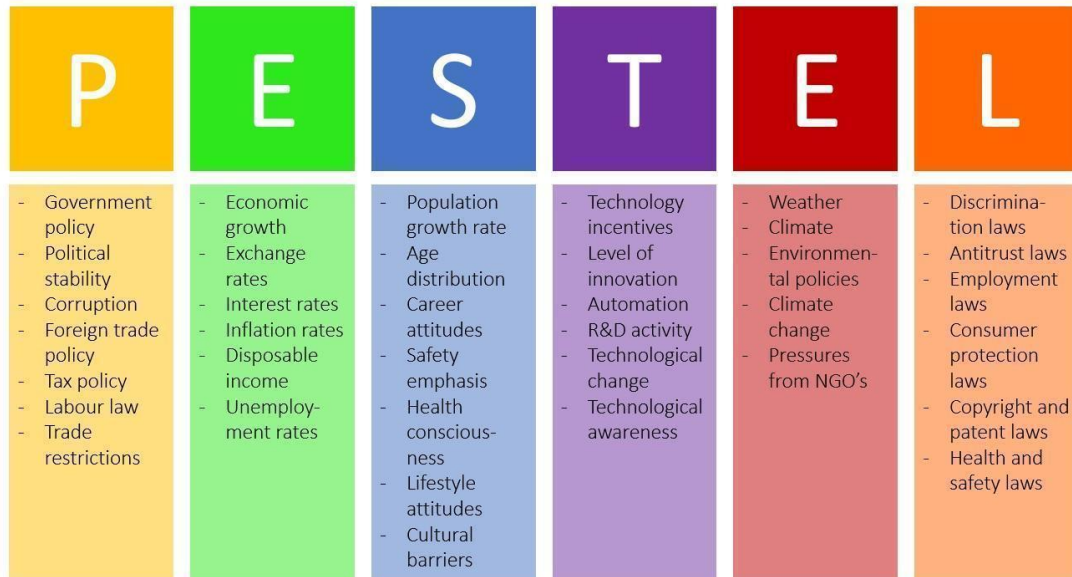 P
E
S
T
E
L
- Government
policy
- Political
stability
- Corruption
- Foreign trade
policy
- Tax policy
- Labour law
- Trade
restrictions
- Economic
growth
- Exchange
rates
- Interest rates
- Inflation rates
- Disposable
income
- Unemploy-
ment rates
- Population
growth rate
- Age
distribution
- Career
attitudes
- Safety
emphasis
- Health
conscious-
ness
- Lifestyle
attitudes
- Cultural
barriers
- Technology
incentives
- Level of
innovation
- Automation
- R&D activity
- Technological
change
- Technological
awareness
- Weather
- Climate
- Environmen-
tal policies
- Climate
change
- Pressures
from NGO's
- Discrimina-
tion laws
- Antitrust laws
- Employment
laws
- Consumer
protection
laws
- Copyright and
patent laws
- Health and
safety laws